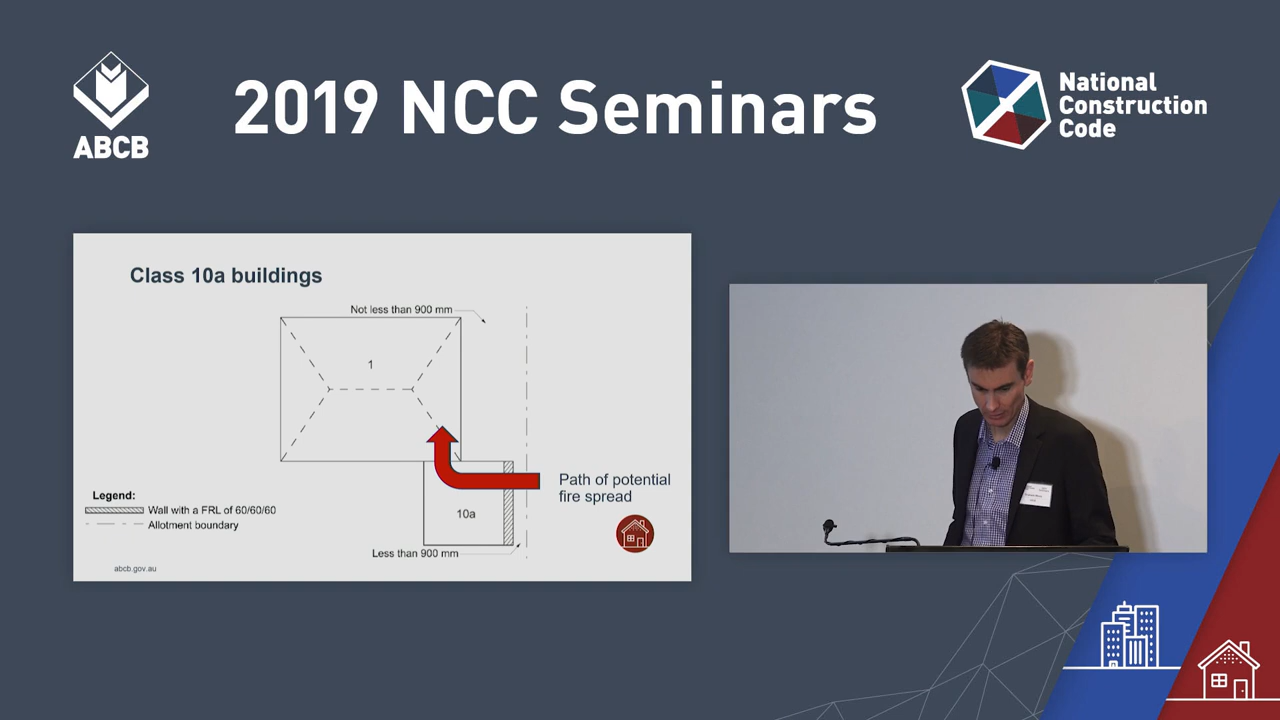 ABCB
2019 NCC Seminars
National
Construction
Code
Class 10a buildings
Not less than 900 mm
1
Path of potential
fire spread
Legend:
Wall with a FRL of 60/60/60
Allotment boundary
10a
Less than 900 mm
abcb.gov.au